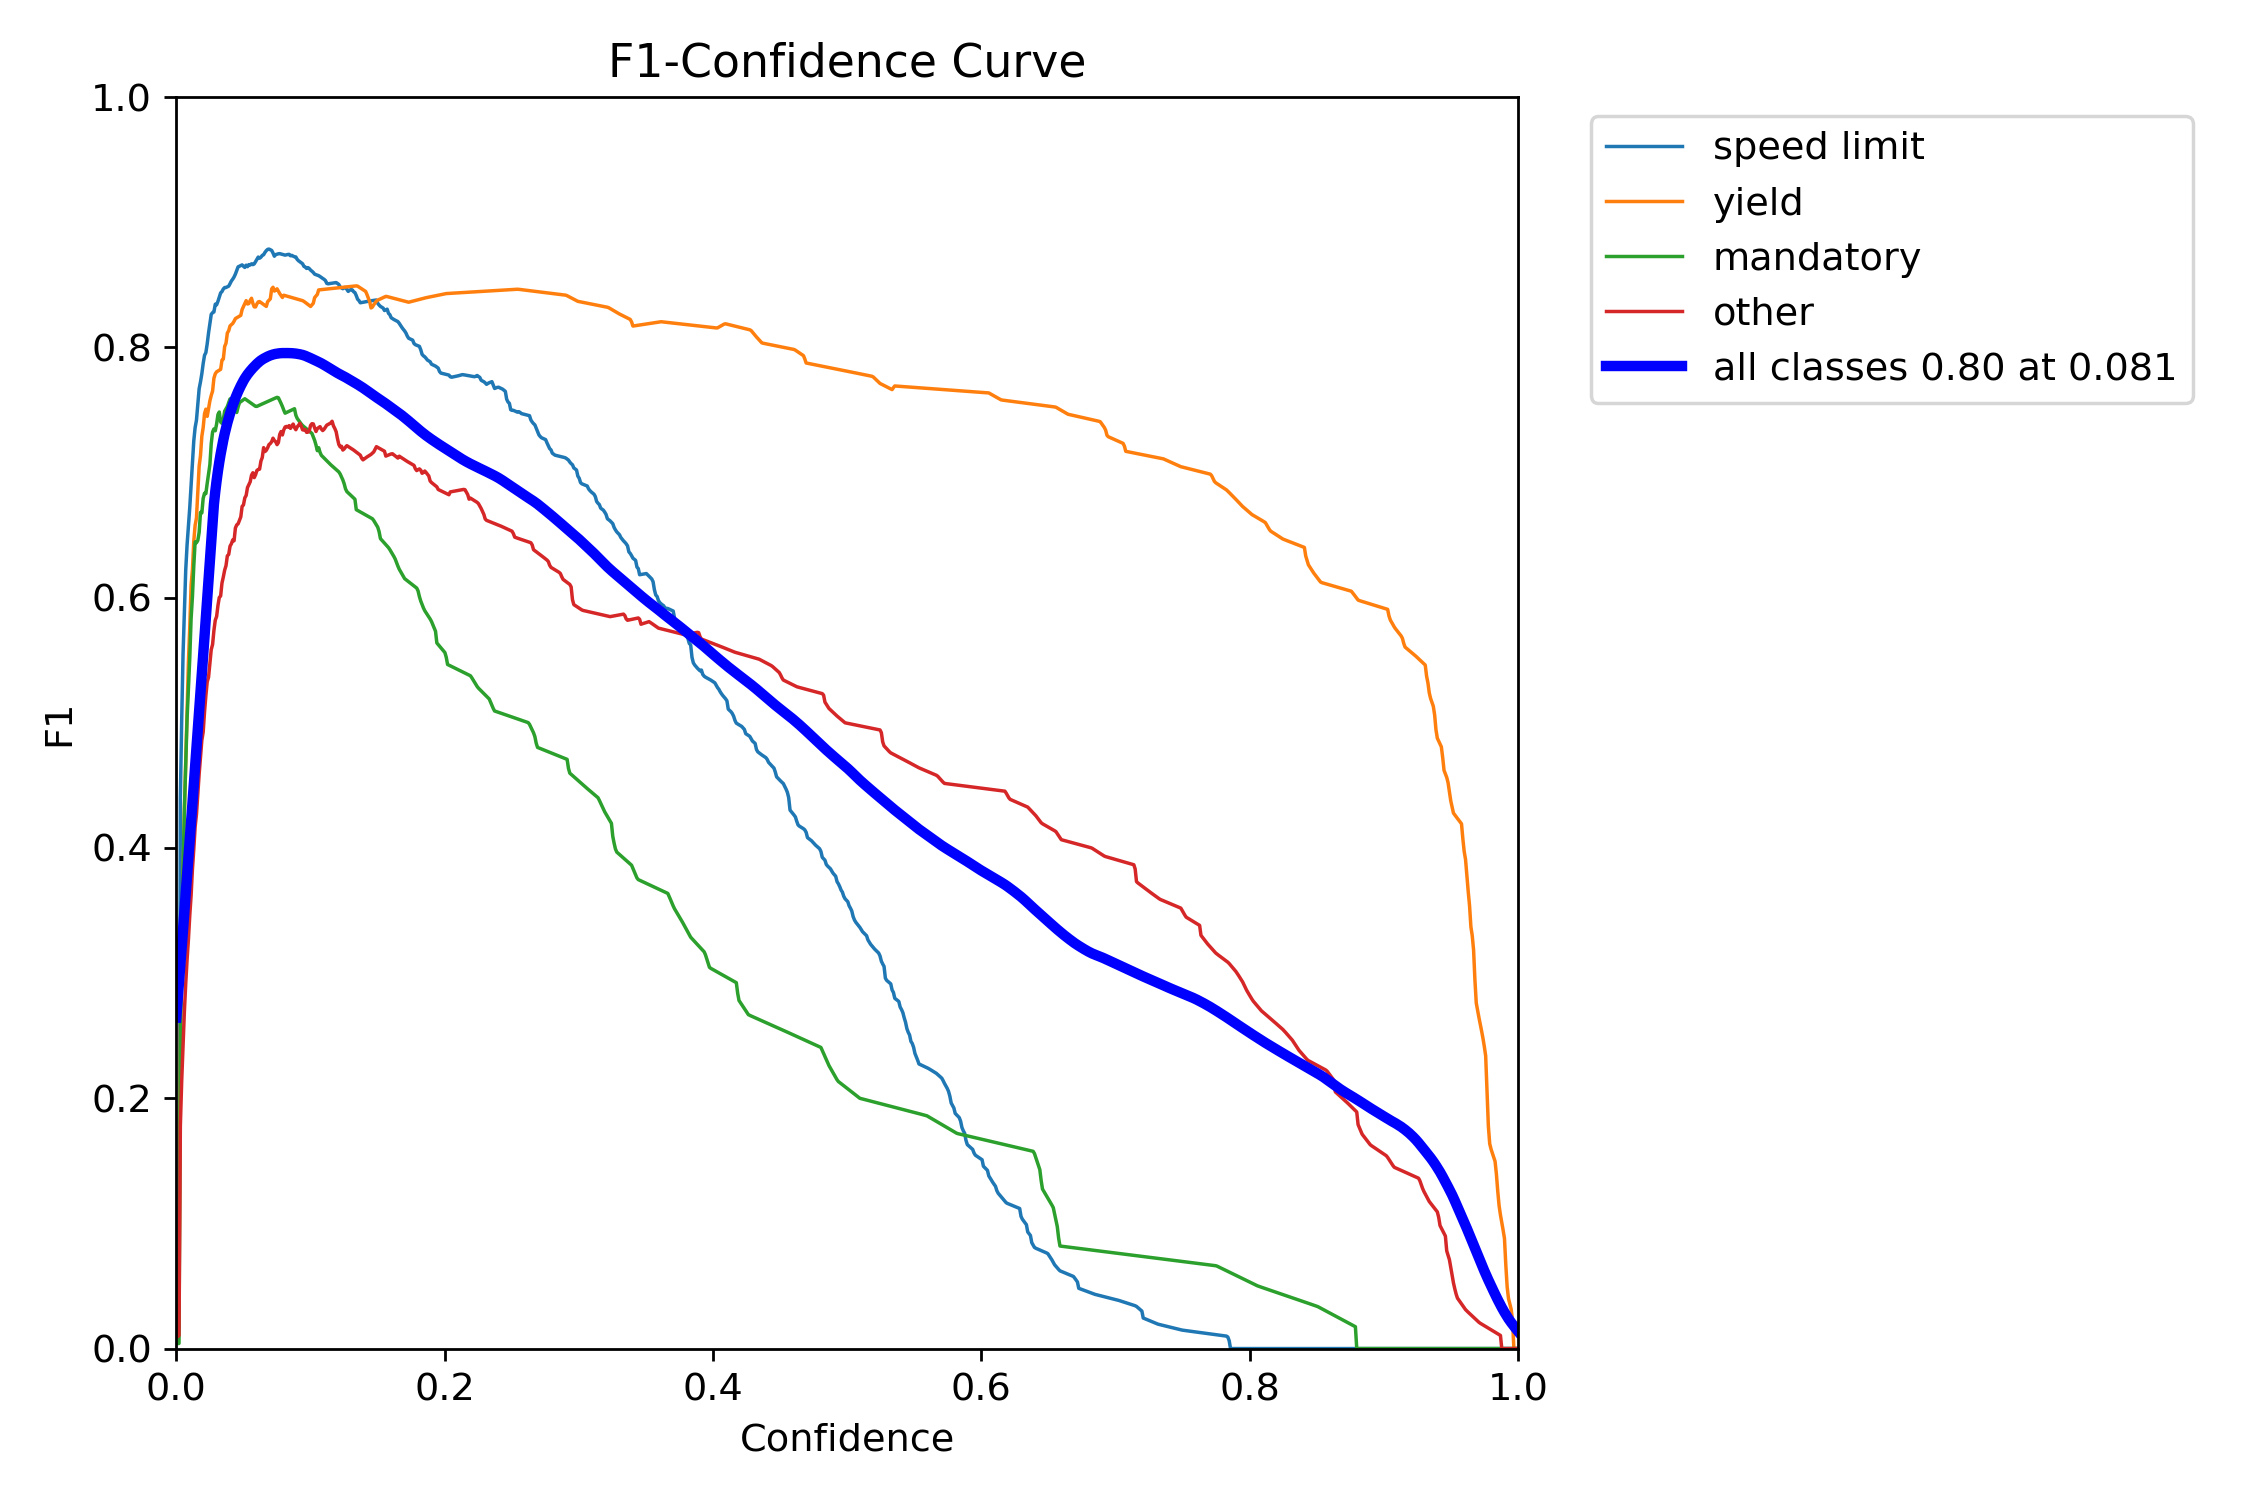 F1-Confidence Curve
1.0
0.8
0.6
0.4
0.2
0.0
F1
0.0 0.2 0.4 0.6 0.8 1.0
Confidence
speed limit
yield
mandatory
other
all classes 0.80 at 0.081